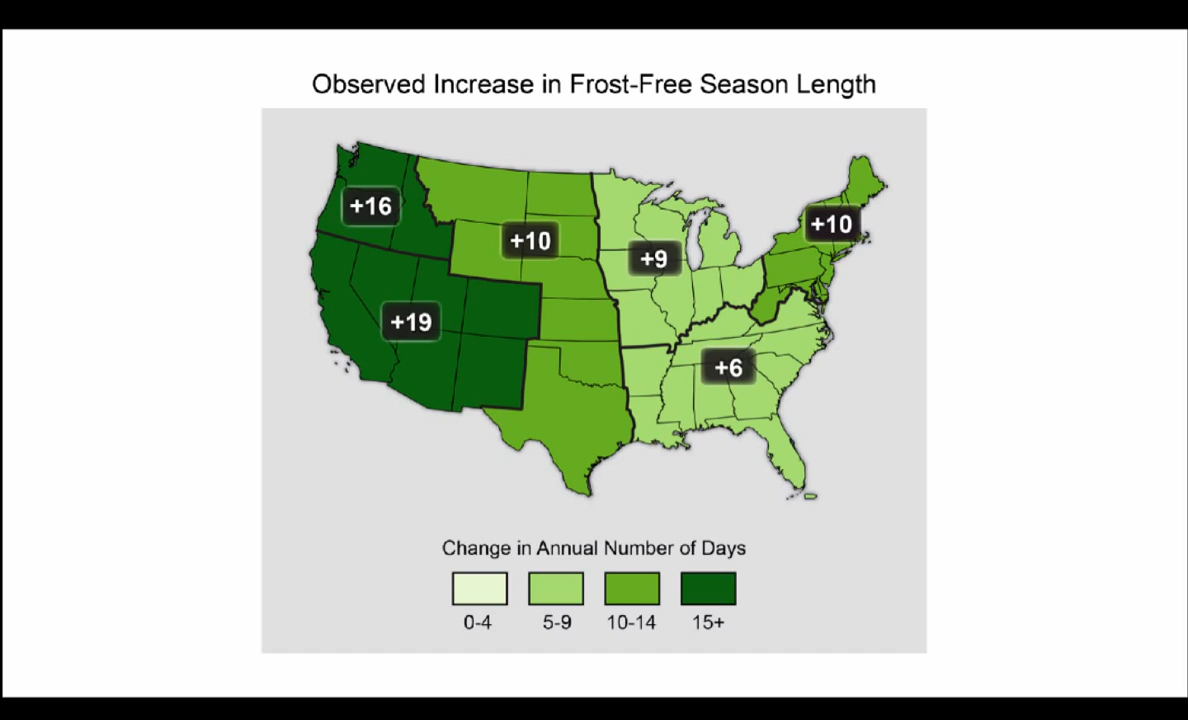 Observed Increase in Frost-Free Season Length
+16
+10
+10
+9
+19
+6
Change in Annual Number of Days
0-4 5-9 10-14 15+